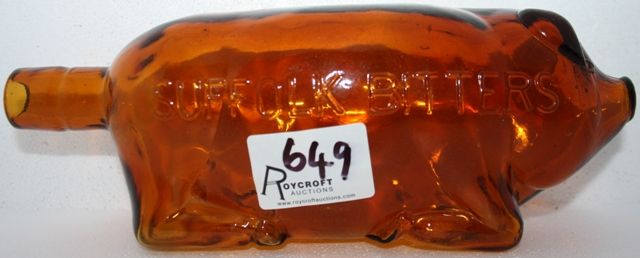 SUFFOLK BITTERS
649
ROYCROFT
AUCTIONS
www.roycroftauctions.com